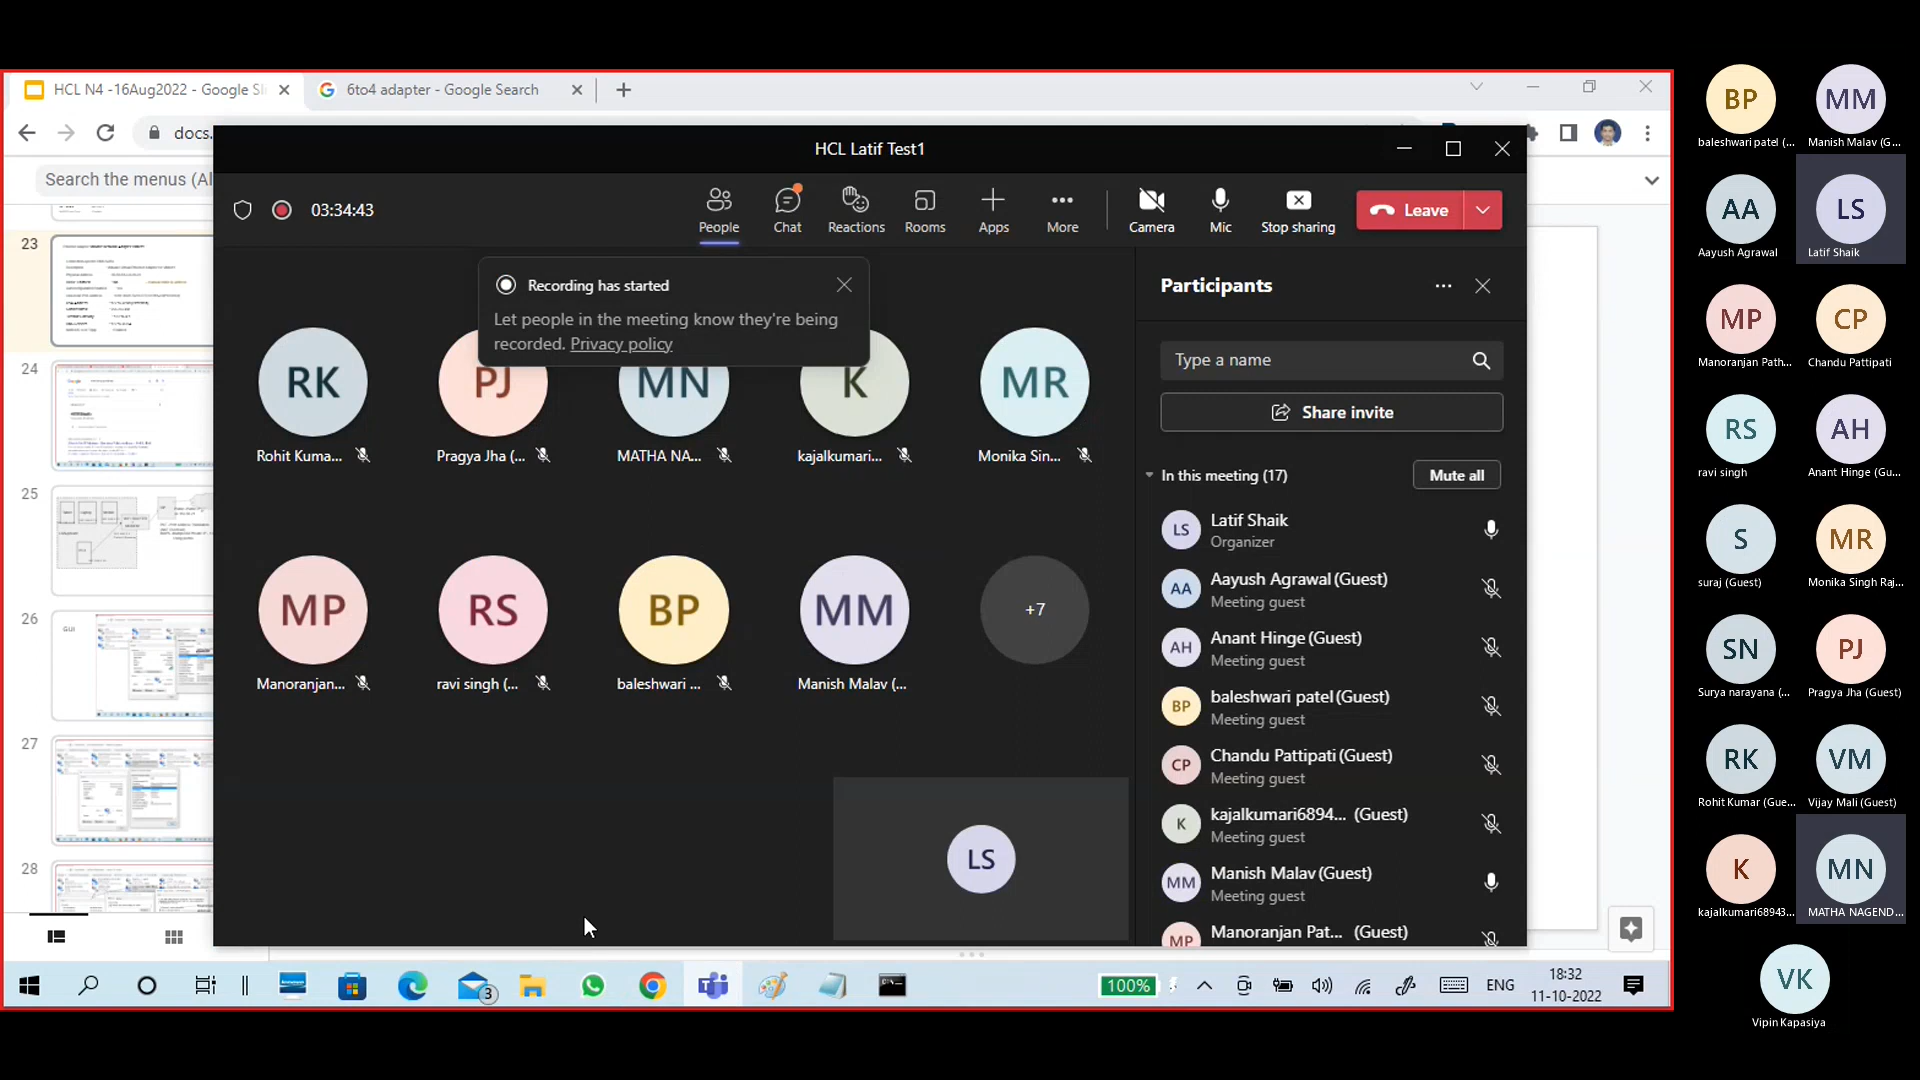 HCL N4 -16Aug2022 - Google Sl
6to4 adapter - Google Search
docs.
Search the menus (Al
HCL Latif Test1
03:34:43
People
Chat
Reactions
Rooms
Apps
More
Camera
Mic
Stop sharing
Leave
Recording has started
Let people in the meeting know they're being
recorded. Privacy policy
RK
PJ
MN
K
MR
Rohit Kuma...
Pragya Jha (...
MATHA NA...
kajalkumari...
Monika Sin...
MP
RS
BP
MM
+7
Manoranjan...
ravi singh (...
baleshwari ...
Manish Malav (...
LS
Participants
Type a name
Share invite
In this meeting (17)
Mute all
LS
Latif Shaik
Organizer
AA
Aayush Agrawal (Guest)
Meeting guest
AH
Anant Hinge (Guest)
Meeting guest
BP
baleshwari patel (Guest)
Meeting guest
CP
Chandu Pattipati (Guest)
Meeting guest
K
kajalkumari6894... (Guest)
Meeting guest
MM
Manish Malav (Guest)
Meeting guest
MP
Manoranjan Pat... (Guest)
23
24
25
26
GUI
27
28
3
100%
ENG
18:32
11-10-2022
BP
MM
baleshwari patel (...
Manish Malav (G...
AA
LS
Aayush Agrawal
Latif Shaik
MP
CP
Manoranjan Path...
Chandu Pattipati
RS
AH
ravi singh
Anant Hinge (Gu...
S
MR
suraj (Guest)
Monika Singh Raj...
SN
PJ
Surya narayana (...
Pragya Jha (Guest)
RK
VM
Rohit Kumar (Gue...
Vijay Mali (Guest)
K
MN
kajalkumari68943...
MATHA NAGEND...
VK
Vipin Kapasiya